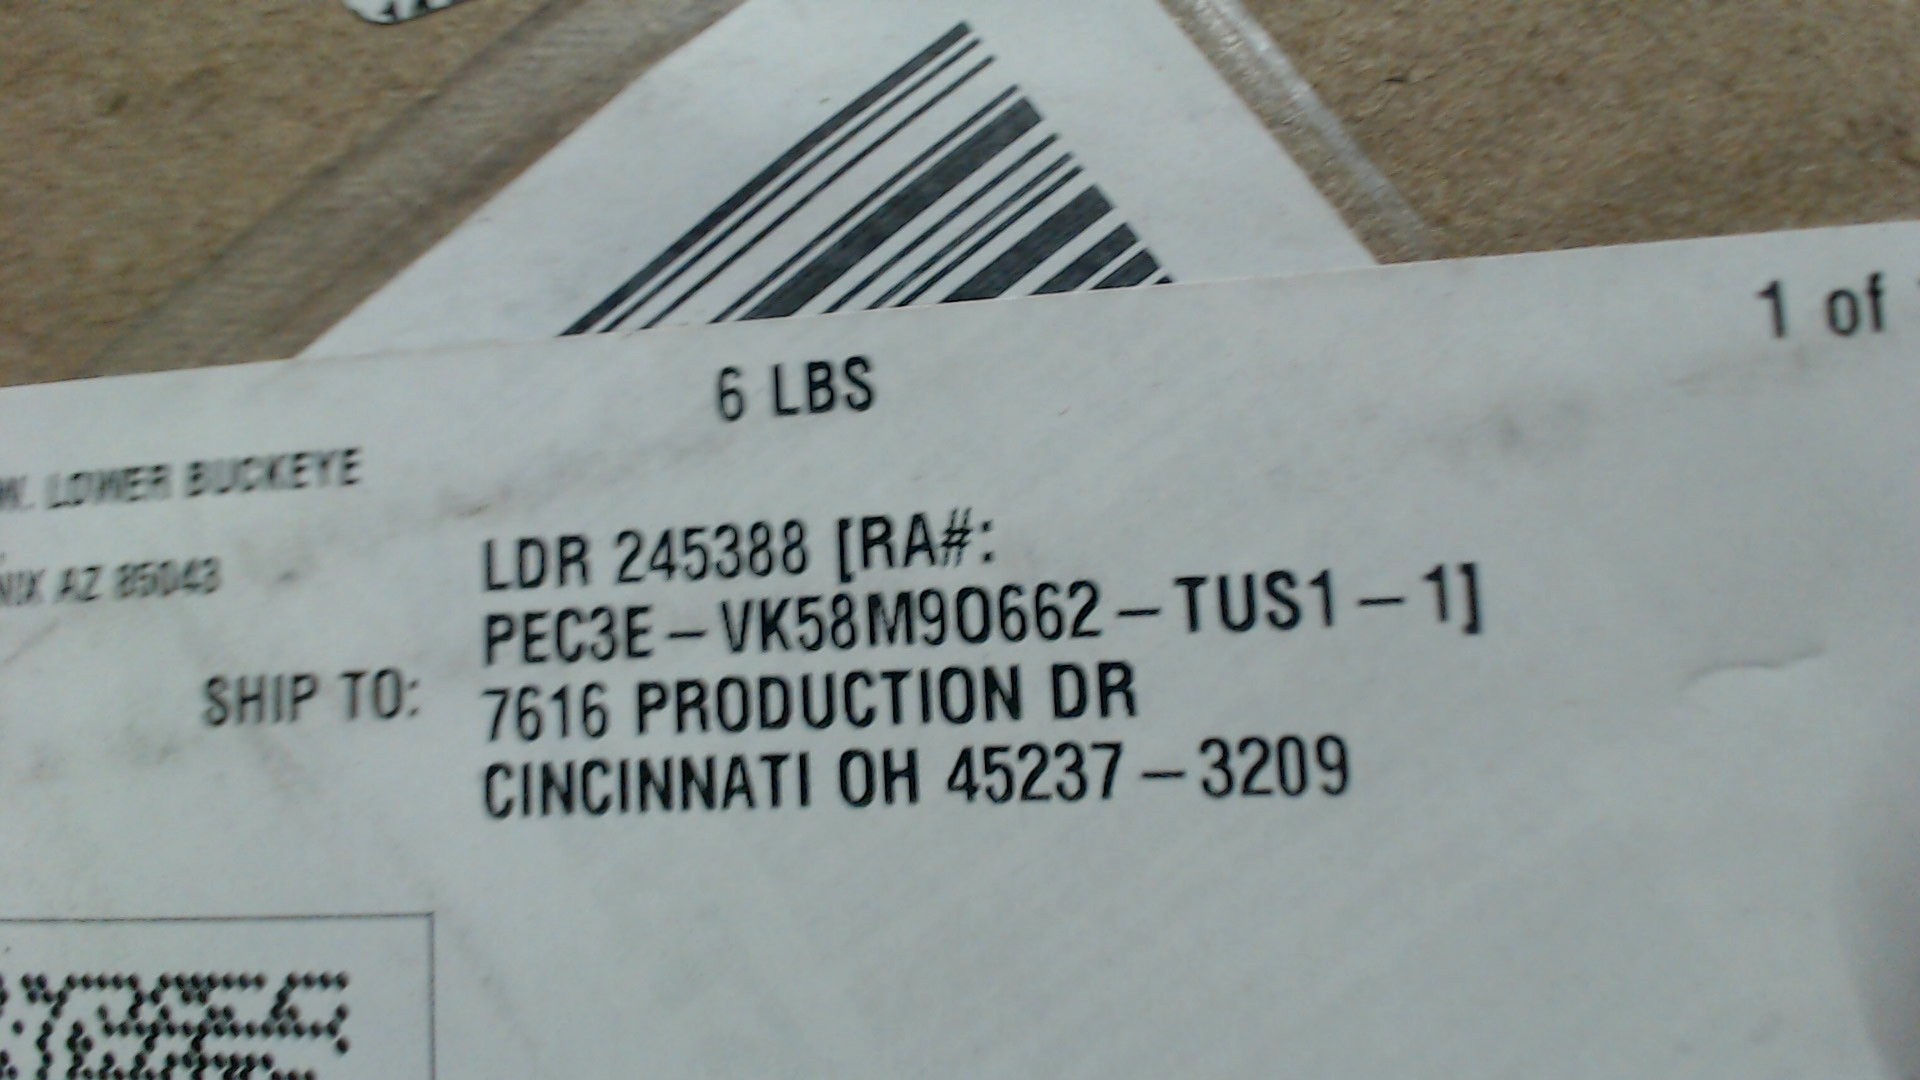 6 LBS
1 of
W. LOWER BUCKEYE
AZ 85043
LDR 245388 [RA#:
PEC3E-VK58M90662-TUS1-1]
SHIP TO: 7616 PRODUCTION DR
CINCINNATI OH 45237-3209